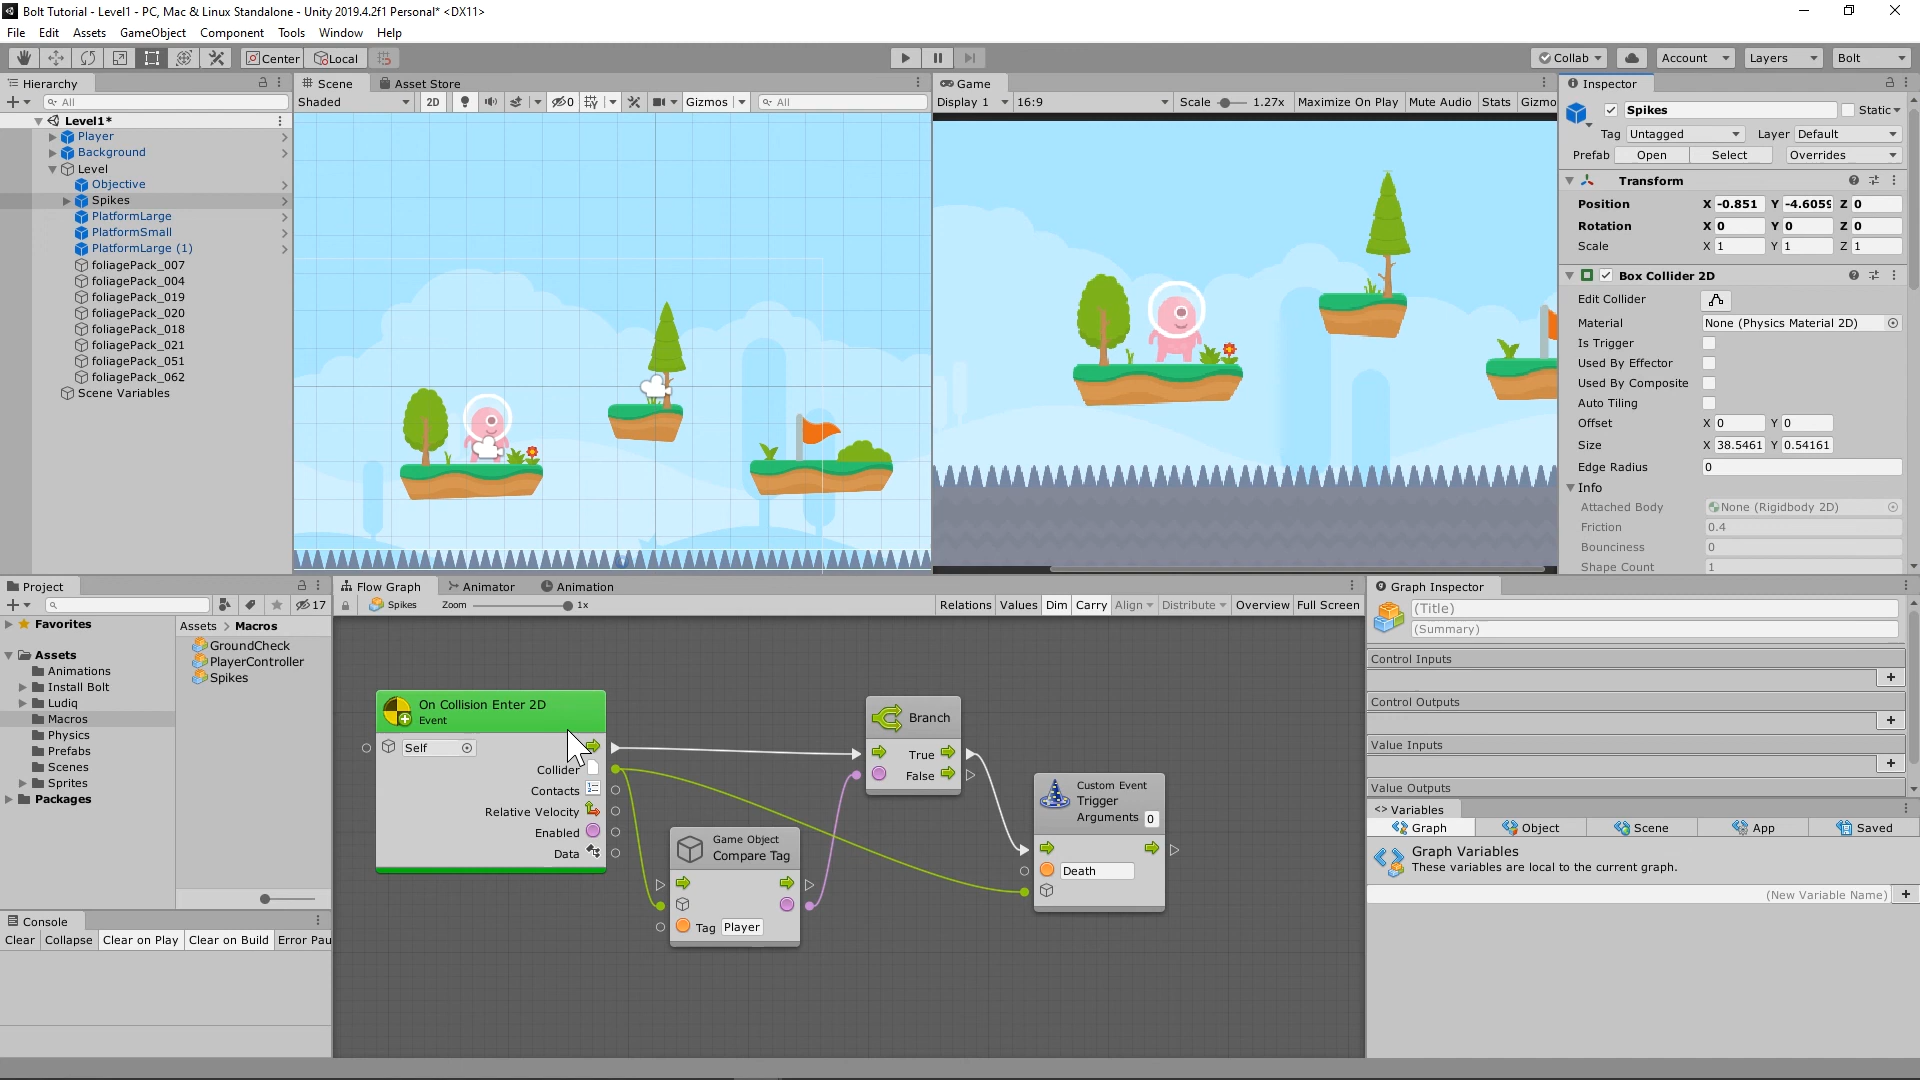 Bolt Tutorial - Level1 - PC, Mac & Linux Standalone - Unity 2019.4.2f1 Personal* <DX11>
File Edit Assets GameObject Component Tools Window Help
Center Local Collab Account Layers Bolt
Hierarchy
All
Level1*
Player
Background
Level
Objective
Spikes
PlatformLarge
PlatformSmall
PlatformLarge (1)
foliagePack_007
foliagePack_004
foliagePack_019
foliagePack_020
foliagePack_018
foliagePack_021
foliagePack_051
foliagePack_062
Scene Variables
Scene Asset Store
Shaded 2D 0 Gizmos All
Game
Display 1 16:9 Scale 1.27x Maximize On Play Mute Audio Stats Gizmo
Inspector
Spikes Static
Tag Untagged Layer Default
Prefab Open Select Overrides
Transform
Position X -0.851 Y -4.6059 Z 0
Rotation X 0 Y 0 Z 0
Scale X 1 Y 1 Z 1
Box Collider 2D
Edit Collider
Material None (Physics Material 2D)
Is Trigger
Used By Effector
Used By Composite
Auto Tiling
Offset X 0 Y 0
Size X 38.5461 Y 0.54161
Edge Radius 0
Info
Attached Body None (Rigidbody 2D)
Friction 0.4
Bounciness 0
Shape Count 1
Project
17
Favorites
Assets
Animations
Install Bolt
Ludiq
Macros
Physics
Prefabs
Scenes
Sprites
Packages
Assets > Macros
GroundCheck
PlayerController
Spikes
Console
Clear Collapse Clear on Play Clear on Build Error Pau
Flow Graph Animator Animation
Spikes Zoom 1x Relations Values Dim Carry Align Distribute Overview Full Screen
On Collision Enter 2D
Event
Self
Collider
Contacts
Relative Velocity
Enabled
Data
Game Object
Compare Tag
Tag Player
Branch
True
False
Custom Event
Trigger
Arguments 0
Death
Graph Inspector
(Title)
(Summary)
Control Inputs
+
Control Outputs
+
Value Inputs
+
Value Outputs
<> Variables
Graph Object Scene App Saved
Graph Variables
These variables are local to the current graph.
(New Variable Name) +